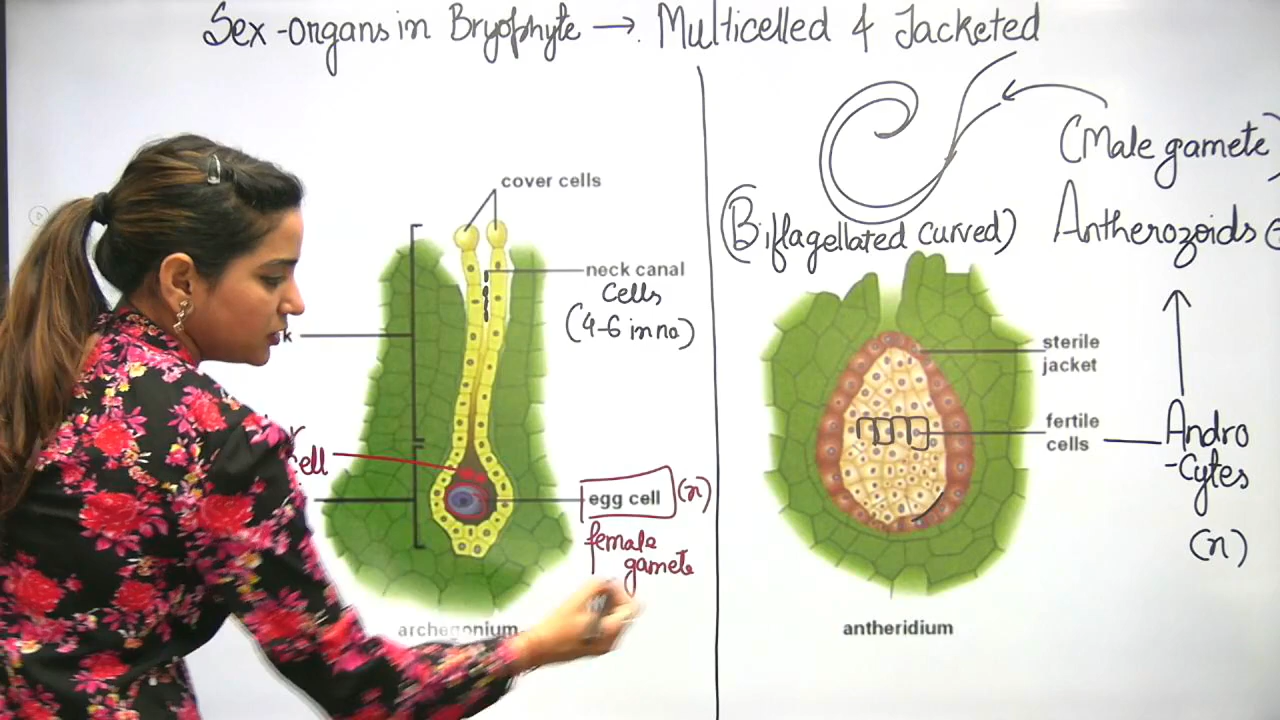 Sex-organs in Bryophyte → Multicelled & Jacketed
cover cells
neck canal
Cells
(4-6 in no)
k
cell
egg cell (n)
female
gamete
archegonium
(Male gamete)
(Biflagellated curved)
Antherozoids
sterile
jacket
fertile
cells
Andro
-Cytes
(n)
antheridium